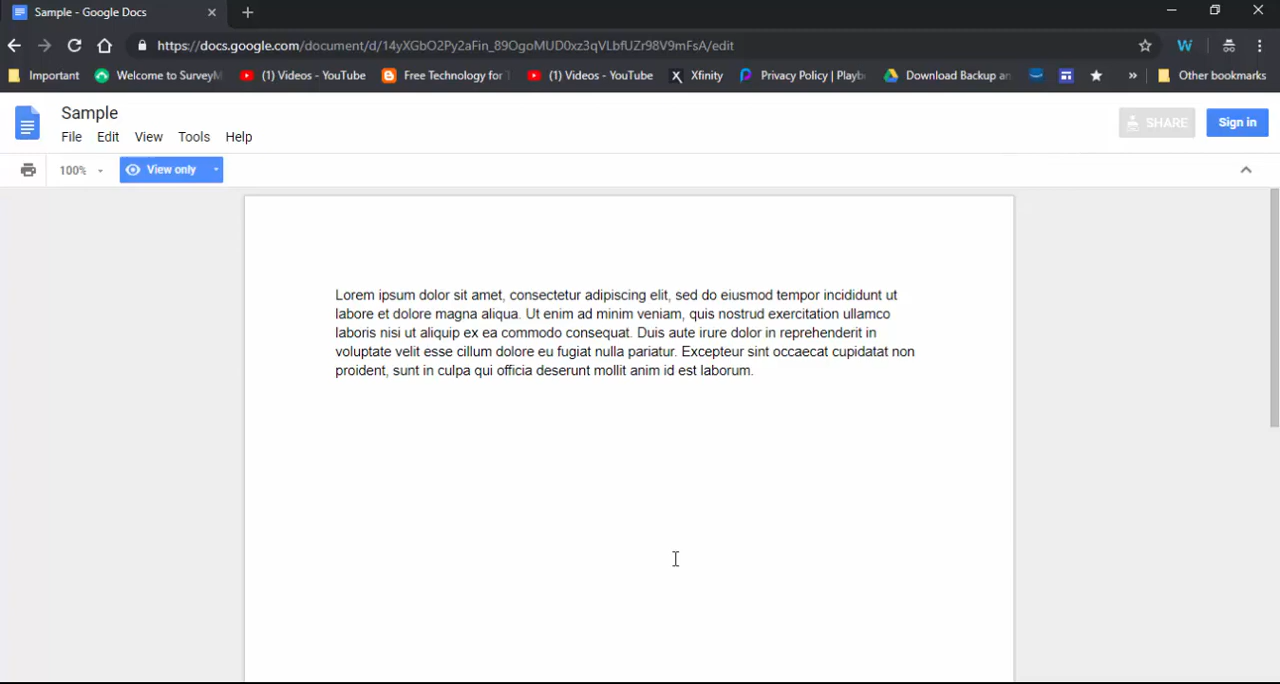 Sample - Google Docs
https://docs.google.com/document/d/14yXGbO2Py2aFin_89OgoMUD0xz3qVLbfUZr98V9mFsA/edit
W
Important Welcome to SurveyM (1) Videos - YouTube Free Technology for T (1) Videos - YouTube X Xfinity Privacy Policy | Playb Download Backup an » Other bookmarks
Sample
File Edit View Tools Help
SHARE Sign in
100% View only
Lorem ipsum dolor sit amet, consectetur adipiscing elit, sed do eiusmod tempor incididunt ut
labore et dolore magna aliqua. Ut enim ad minim veniam, quis nostrud exercitation ullamco
laboris nisi ut aliquip ex ea commodo consequat. Duis aute irure dolor in reprehenderit in
voluptate velit esse cillum dolore eu fugiat nulla pariatur. Excepteur sint occaecat cupidatat non
proident, sunt in culpa qui officia deserunt mollit anim id est laborum.